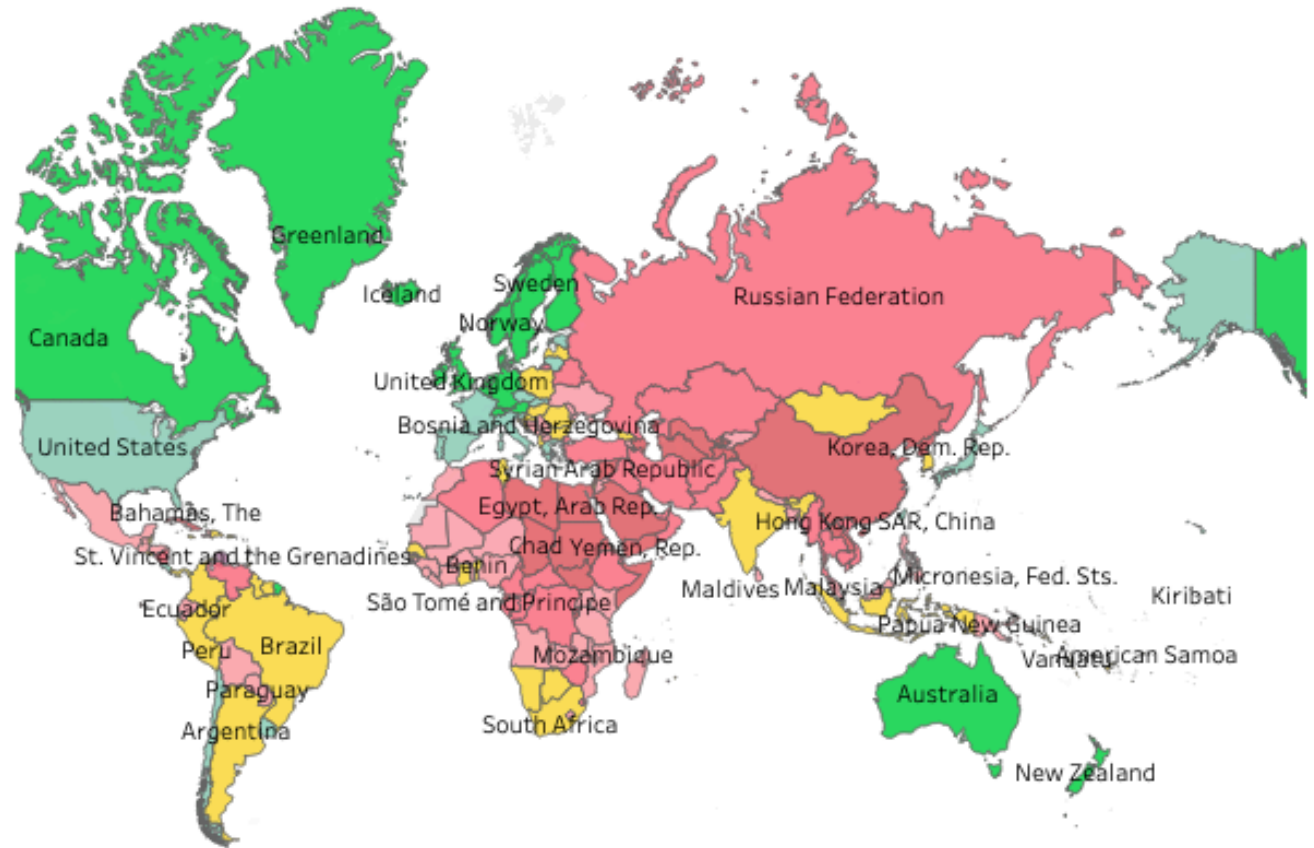 Greenland
Iceland
Sweden
Russian Federation
Norway
Canada
United Kingdom
Bosnia and Herzegovina
United States
Korea, Dem. Rep.
Syrian Arab Republic
Egypt, Arab Rep.
Bahamas, The
Hong Kong SAR, China
Chad
Yemen, Rep.
St. Vincent and the Grenadines
Benin
Micronesia, Fed. Sts.
Maldives
Malaysia
Kiribati
São Tomé and Principe
Ecuador
Papua New Guinea
Brazil
Peru
Mozambique
Vanuatu
American Samoa
Paraguay
Australia
South Africa
Argentina
New Zealand